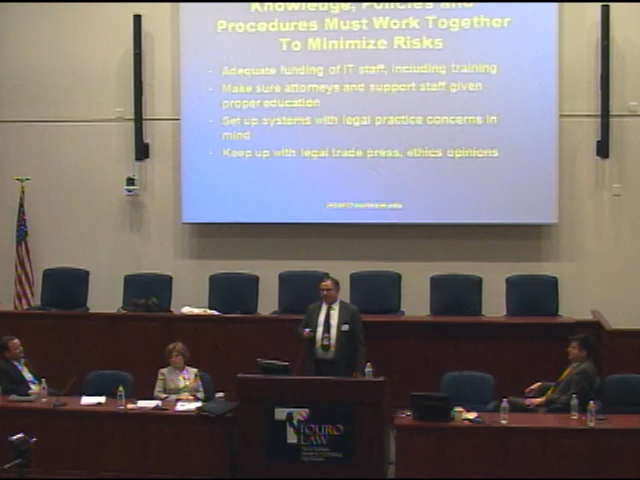 Knowledge, Policies and
Procedures Must Work Together
To Minimize Risks
Adequate funding of IT staff, including training
Make sure attorneys and support staff given
proper education
Set up systems with legal practice concerns in
mind
Keep up with legal trade press, ethics opinions
TOURO
LAW